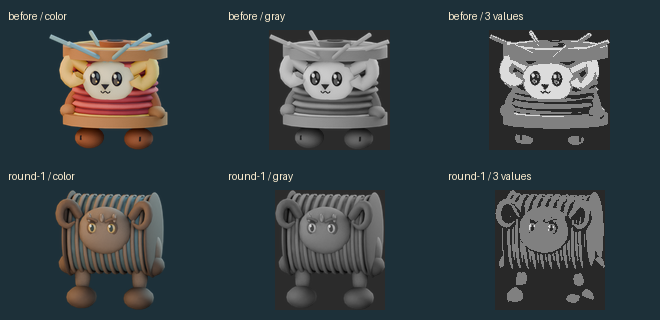 before / color
before / gray
before / 3 values
round-1 / color
round-1 / gray
round-1 / 3 values